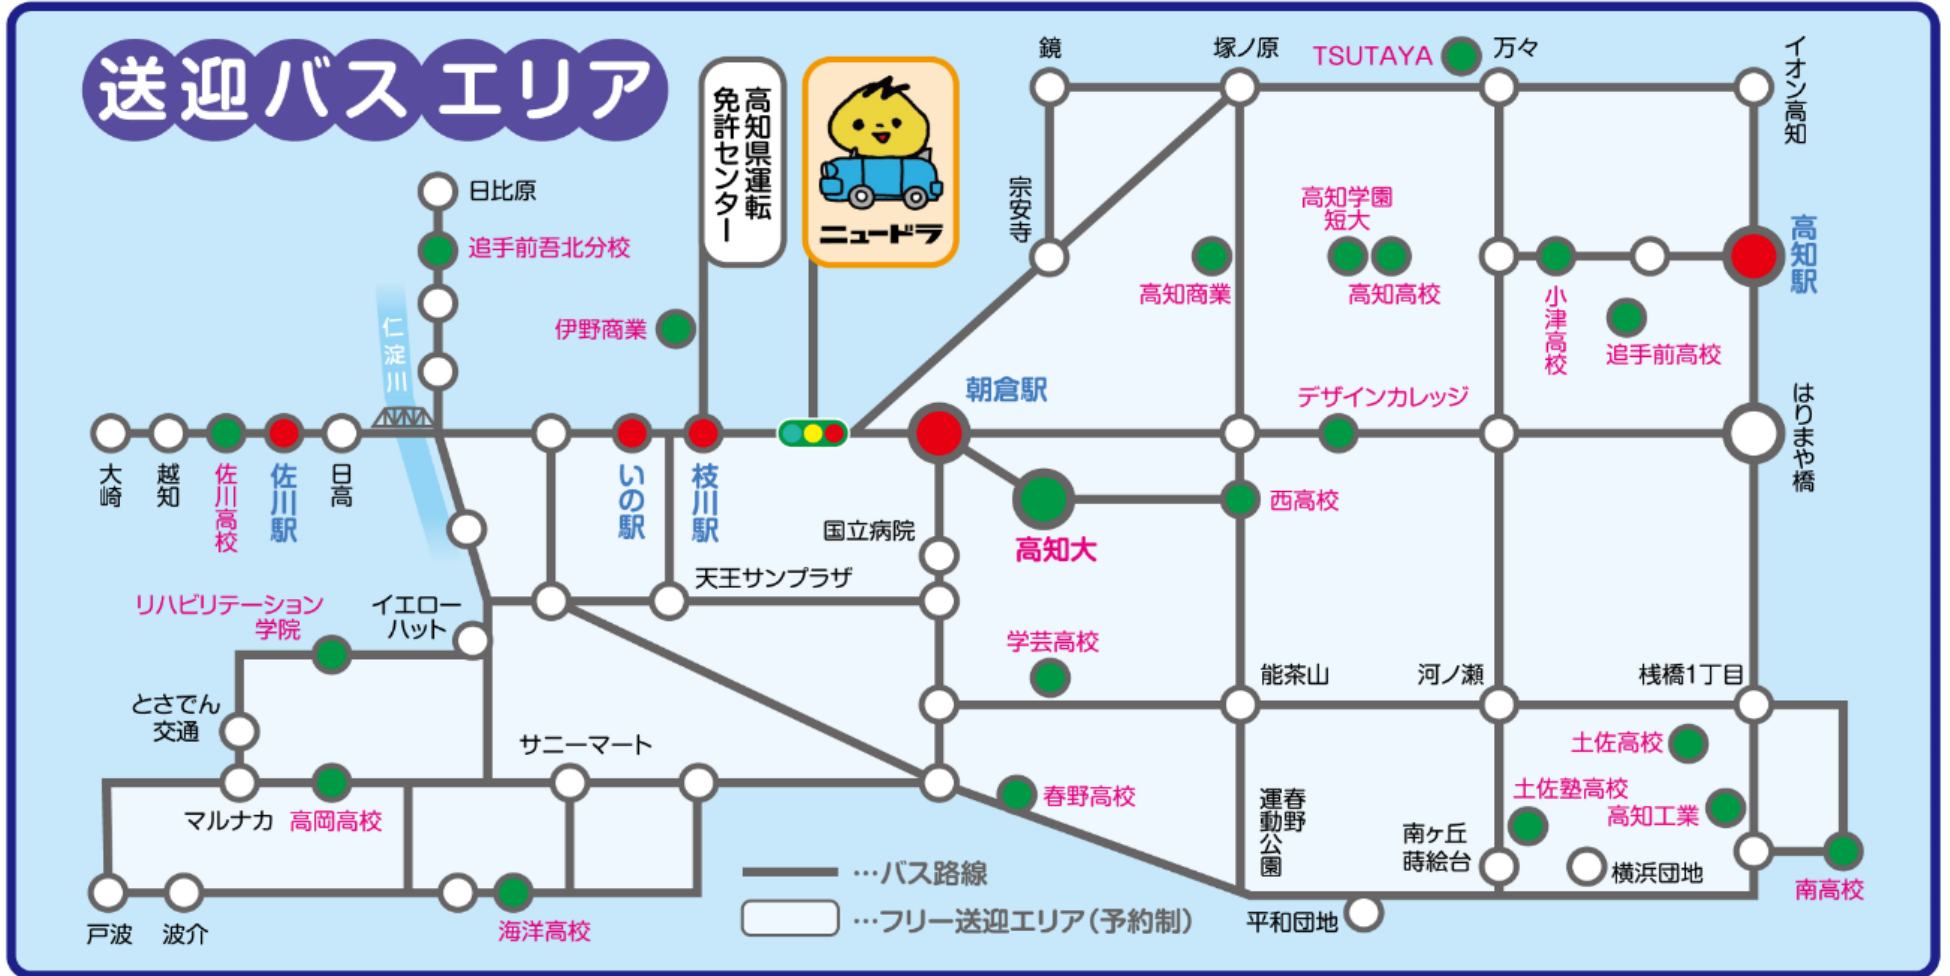 送迎バスエリア
高知県運転
免許センター
ニュードラ
鏡
塚ノ原
TSUTAYA
万々
イオン高知
日比原
追手前吾北分校
宗安寺
高知学園
短大
高知商業
高知高校
小津高校
追手前高校
高知駅
仁淀川
伊野商業
朝倉駅
デザインカレッジ
はりまや橋
大崎
越知
佐川高校
佐川駅
日高
いの駅
枝川駅
国立病院
高知大
西高校
天王サンプラザ
リハビリテーション
学院
イエロー
ハット
学芸高校
能茶山
河ノ瀬
桟橋1丁目
とさでん
交通
サニーマート
土佐高校
マルナカ
高岡高校
春野高校
春野
運動公園
土佐塾高校
高知工業
南ヶ丘
蒔絵台
横浜団地
南高校
戸波
波介
海洋高校
平和団地
…バス路線
…フリー送迎エリア(予約制)